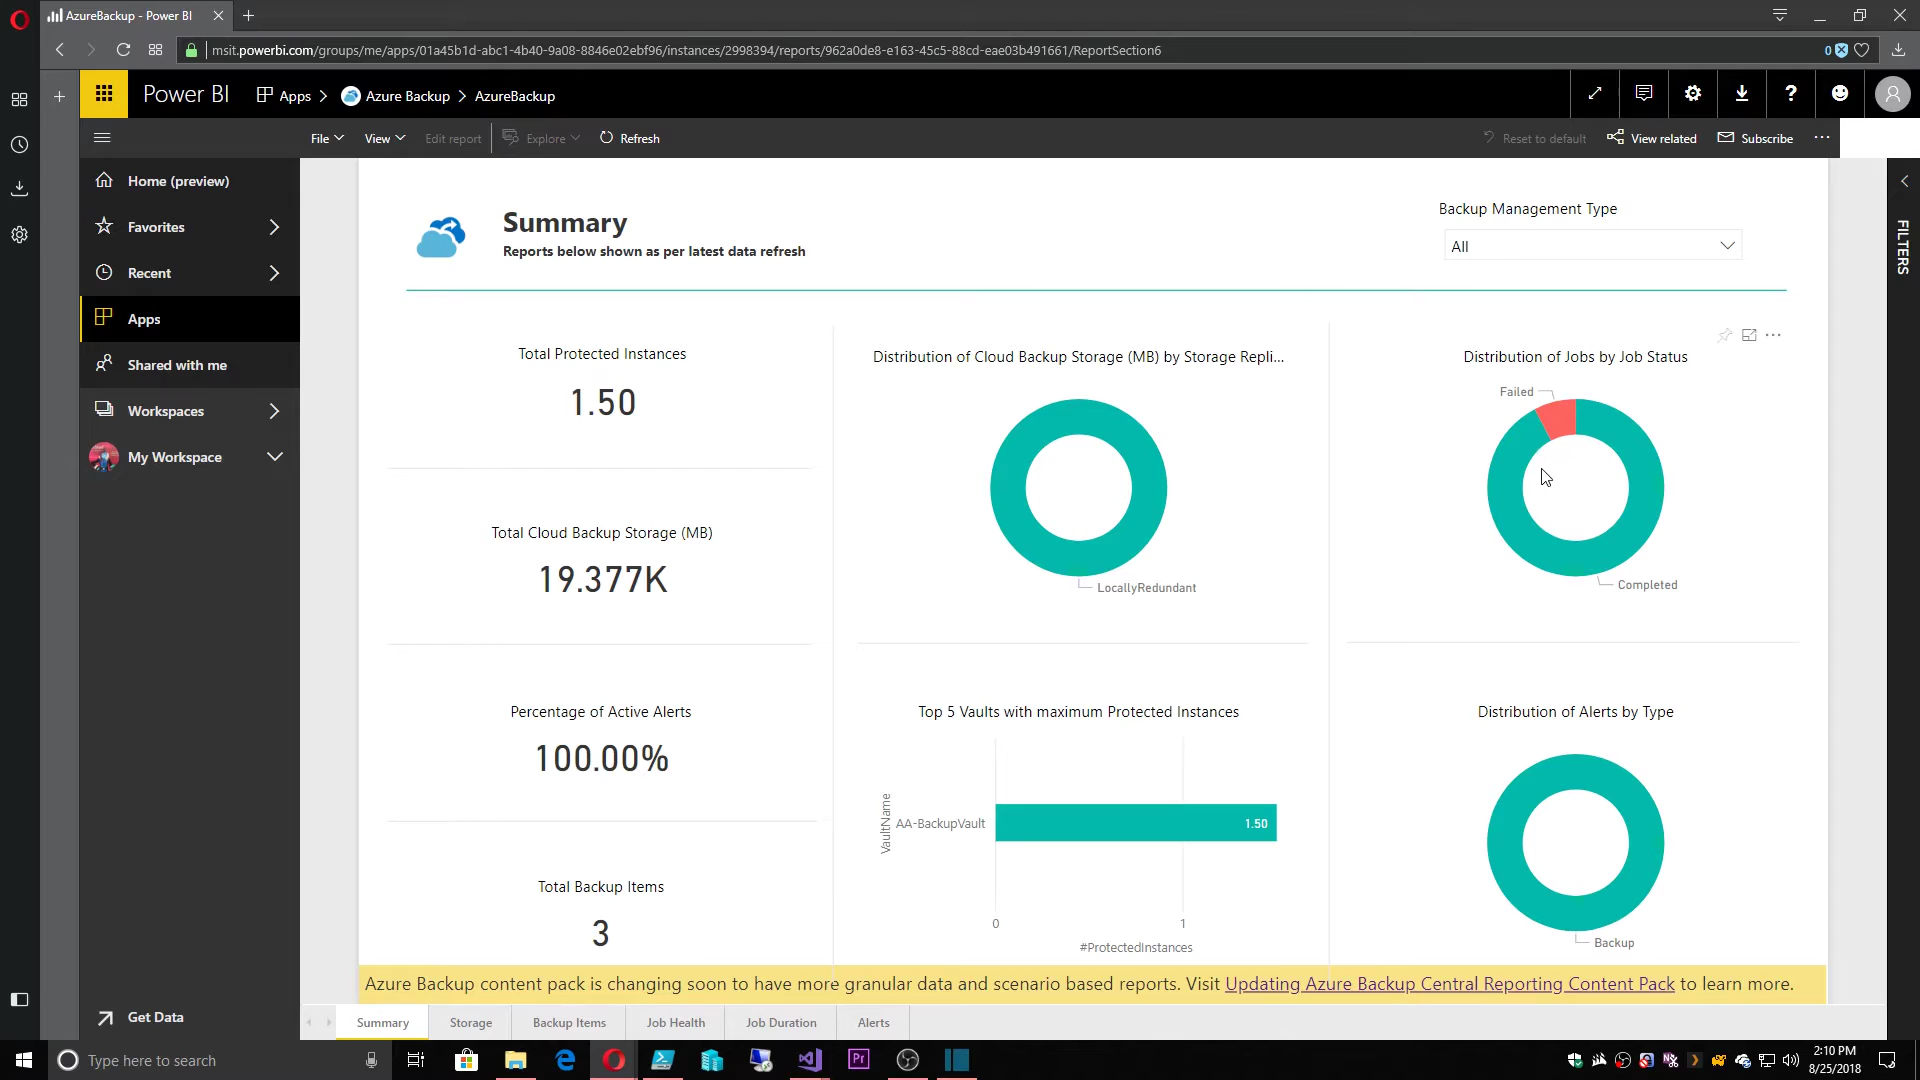 AzureBackup - Power BI
msit.powerbi.com/groups/me/apps/01a45b1d-abc1-4b40-9a08-8846e02ebf96/instances/2998394/reports/962a0de8-e163-45c5-88cd-eae03b491661/ReportSection6
0
Power BI
Apps
Azure Backup
AzureBackup
File
View
Edit report
Explore
Refresh
Reset to default
View related
Subscribe
Home (preview)
Favorites
Recent
Apps
Shared with me
Workspaces
My Workspace
Get Data
Summary
Reports below shown as per latest data refresh
Backup Management Type
All
FILTERS
Total Protected Instances
1.50
Total Cloud Backup Storage (MB)
19.377K
Percentage of Active Alerts
100.00%
Total Backup Items
3
Distribution of Cloud Backup Storage (MB) by Storage Repli...
LocallyRedundant
Distribution of Jobs by Job Status
Failed
Completed
Top 5 Vaults with maximum Protected Instances
VaultName
AA-BackupVault
1.50
0
1
#ProtectedInstances
Distribution of Alerts by Type
Backup
Azure Backup content pack is changing soon to have more granular data and scenario based reports. Visit Updating Azure Backup Central Reporting Content Pack to learn more.
Summary
Storage
Backup Items
Job Health
Job Duration
Alerts
Type here to search
Pr
2:10 PM
8/25/2018